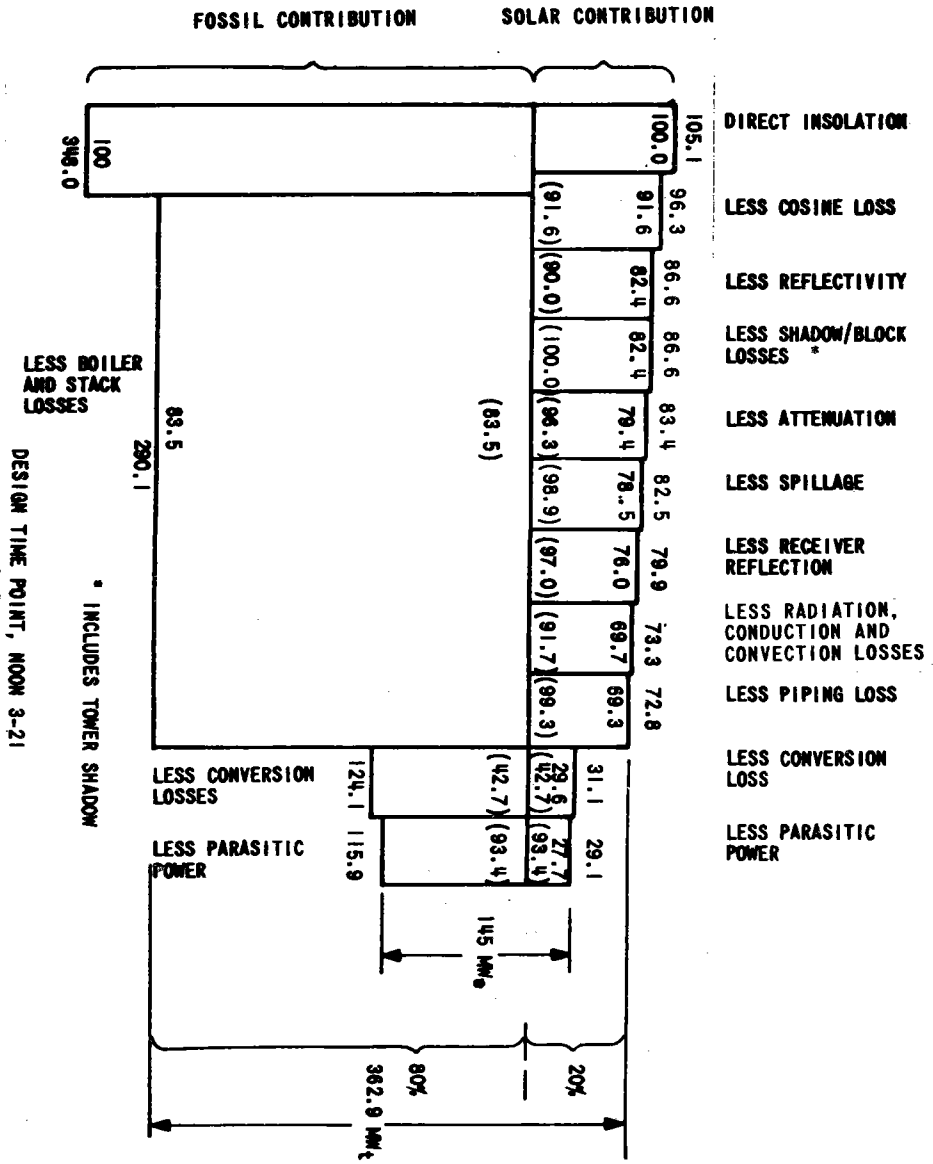 FOSSIL CONTRIBUTION
SOLAR CONTRIBUTION
DIRECT INSOLATION
105.1
100.0
100
348.0
LESS COSINE LOSS
96.3
91.6
(91.6)
LESS REFLECTIVITY
86.6
82.4
(90.0)
LESS SHADOW/BLOCK
LOSSES *
86.6
82.4
(100.0)
LESS ATTENUATION
83.4
79.4
(96.3)
LESS SPILLAGE
82.5
78.5
(98.9)
LESS RECEIVER
REFLECTION
79.9
76.0
(97.0)
LESS RADIATION,
CONDUCTION AND
CONVECTION LOSSES
73.3
69.7
(91.7)
LESS PIPING LOSS
72.8
69.3
(99.3)
LESS BOILER
AND STACK
LOSSES
(83.5)
83.5
290.1
LESS CONVERSION
LOSS
31.1
29.6
(42.7)
LESS CONVERSION
LOSSES
(42.7)
124.1
LESS PARASITIC
POWER
29.1
27.7
(93.4)
LESS PARASITIC
POWER
(93.4)
115.9
145 MWe
20%
80%
362.9 MWt
* INCLUDES TOWER SHADOW
DESIGN TIME POINT, NOON 3-21